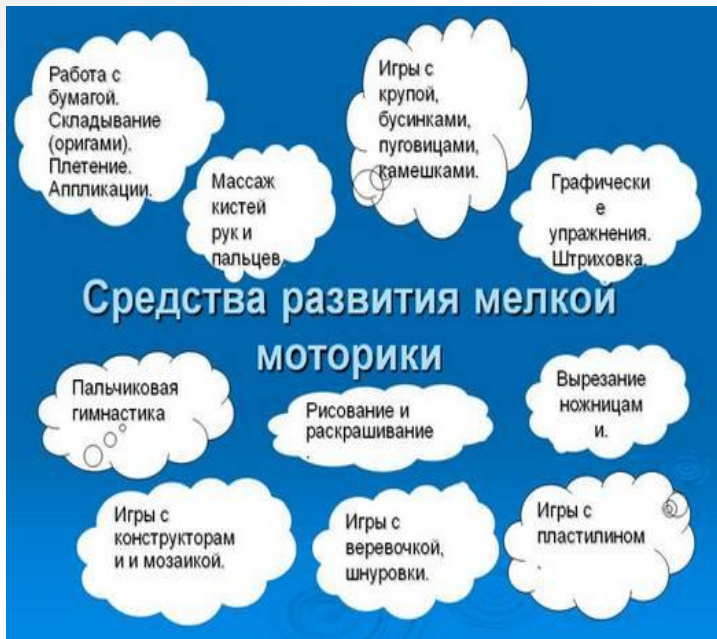 Работа с
бумагой.
Складывание
(оригами).
Плетение.
Аппликации.
Массаж
кистей
рук и
пальцев.
Игры с
крупой,
бусинками,
пуговицами,
камешками.
Графически
е
упражнения.
Штриховка.
Средства развития мелкой
моторики
Пальчиковая
гимнастика
Рисование и
раскрашивание
.
Вырезание
ножницам
и.
Игры с
конструкторам
и и мозаикой.
Игры с
веревочкой,
шнуровки.
Игры с
пластилином
.